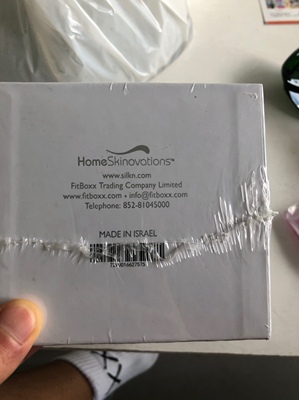 HomeSkinovations™
www.silkn.com
FitBoxx Trading Company Limited
www.fitboxx.com • info@fitboxx.com
Telephone: 852-81045000
MADE IN ISRAEL